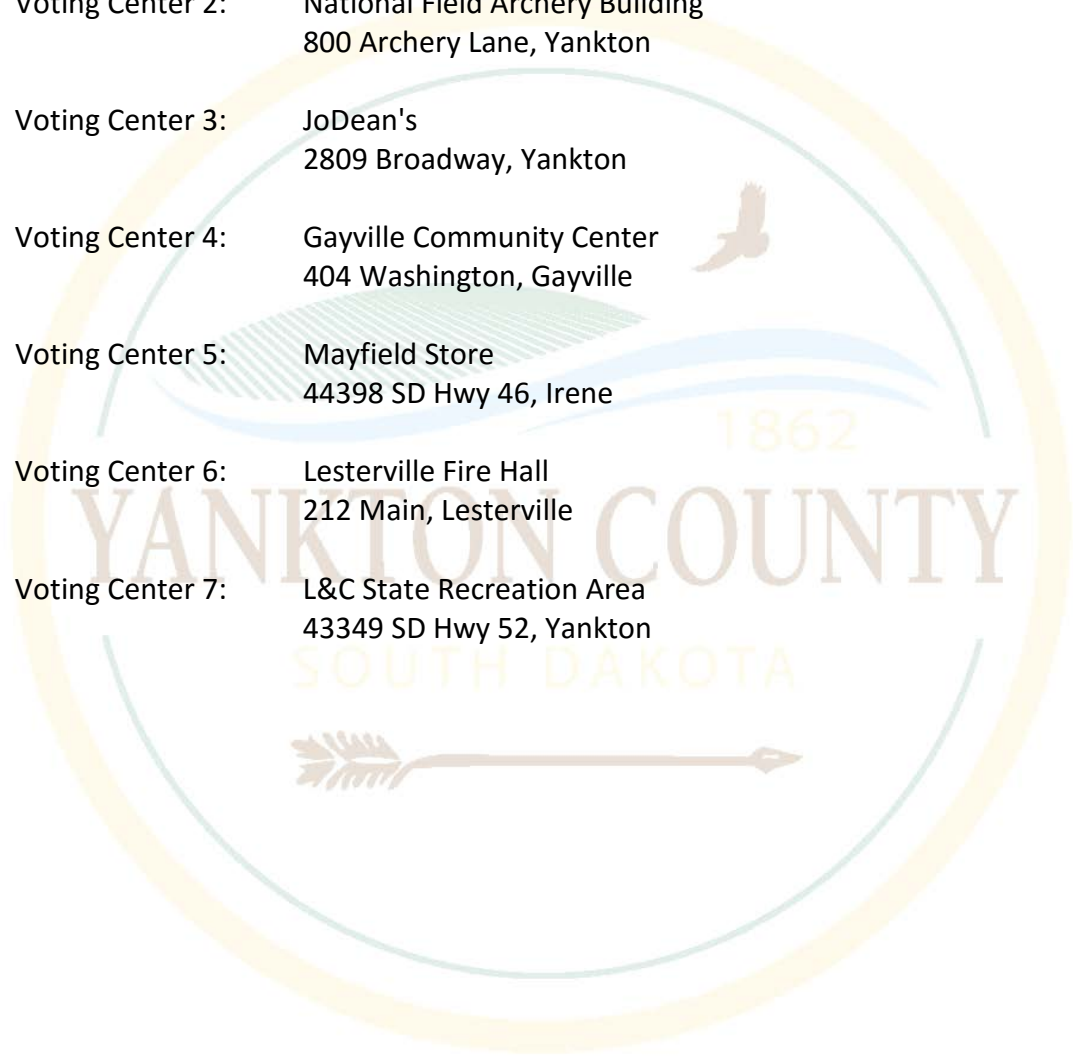 Voting Center 2: National Field Archery Building
800 Archery Lane, Yankton
Voting Center 3: JoDean's
2809 Broadway, Yankton
Voting Center 4: Gayville Community Center
404 Washington, Gayville
Voting Center 5: Mayfield Store
44398 SD Hwy 46, Irene
1862
Voting Center 6: Lesterville Fire Hall
212 Main, Lesterville
YANKTON COUNTY
Voting Center 7: L&C State Recreation Area
43349 SD Hwy 52, Yankton
SOUTH DAKOTA